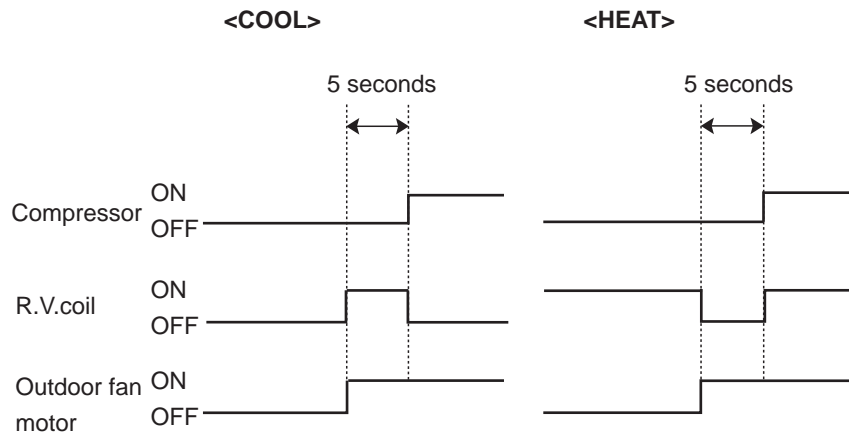 <COOL> <HEAT>
5 seconds 5 seconds
ON
Compressor
OFF
ON
R.V.coil
OFF
ON
Outdoor fan
motor
OFF